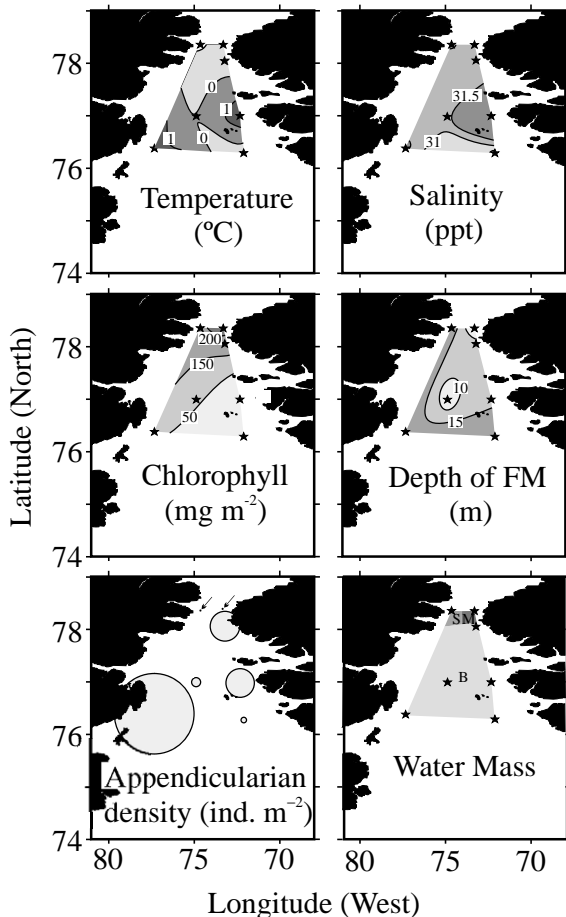 78
76
74
0
1
1
0
Temperature
(ºC)
31.5
31
Salinity
(ppt)
Latitude (North)
78
76
74
200
150
50
Chlorophyll
(mg m⁻²)
10
15
Depth of FM
(m)
78
76
74
Appendicularian
density (ind. m⁻²)
SM
B
Water Mass
80 75 70
80 75 70
Longitude (West)